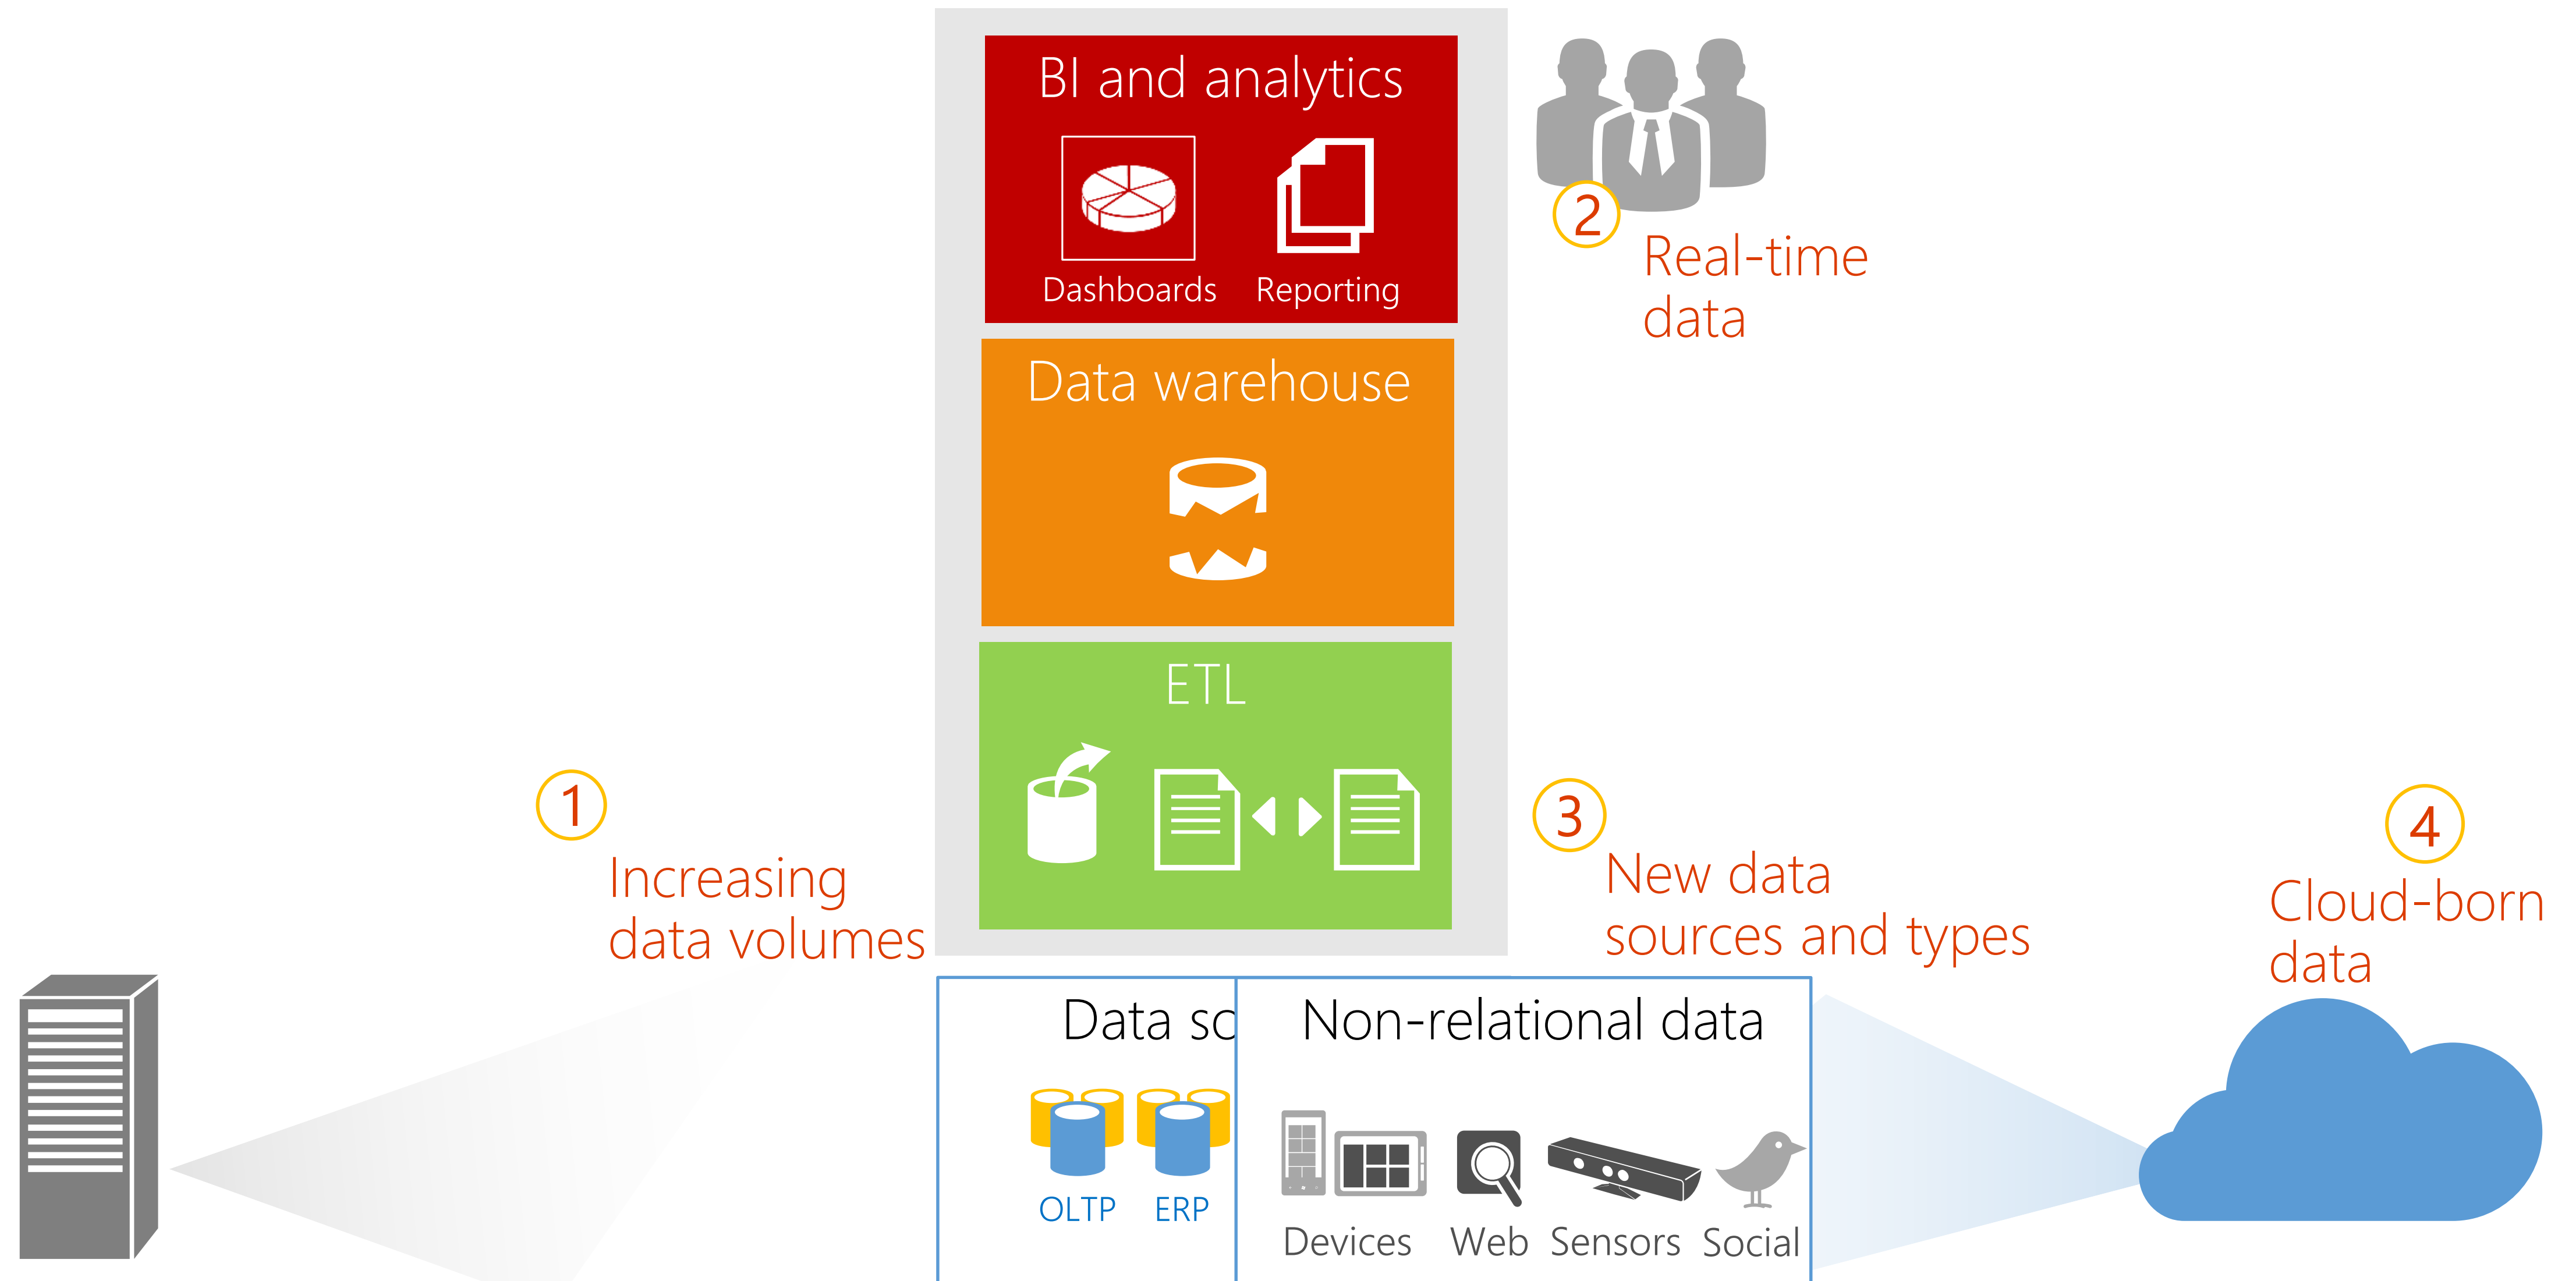 BI and analytics
Dashboards
Reporting
2
Real-time
data
Data warehouse
ETL
1
Increasing
data volumes
3
New data
sources and types
4
Cloud-born
data
Data sc
Non-relational data
OLTP
ERP
Devices
Web
Sensors
Social